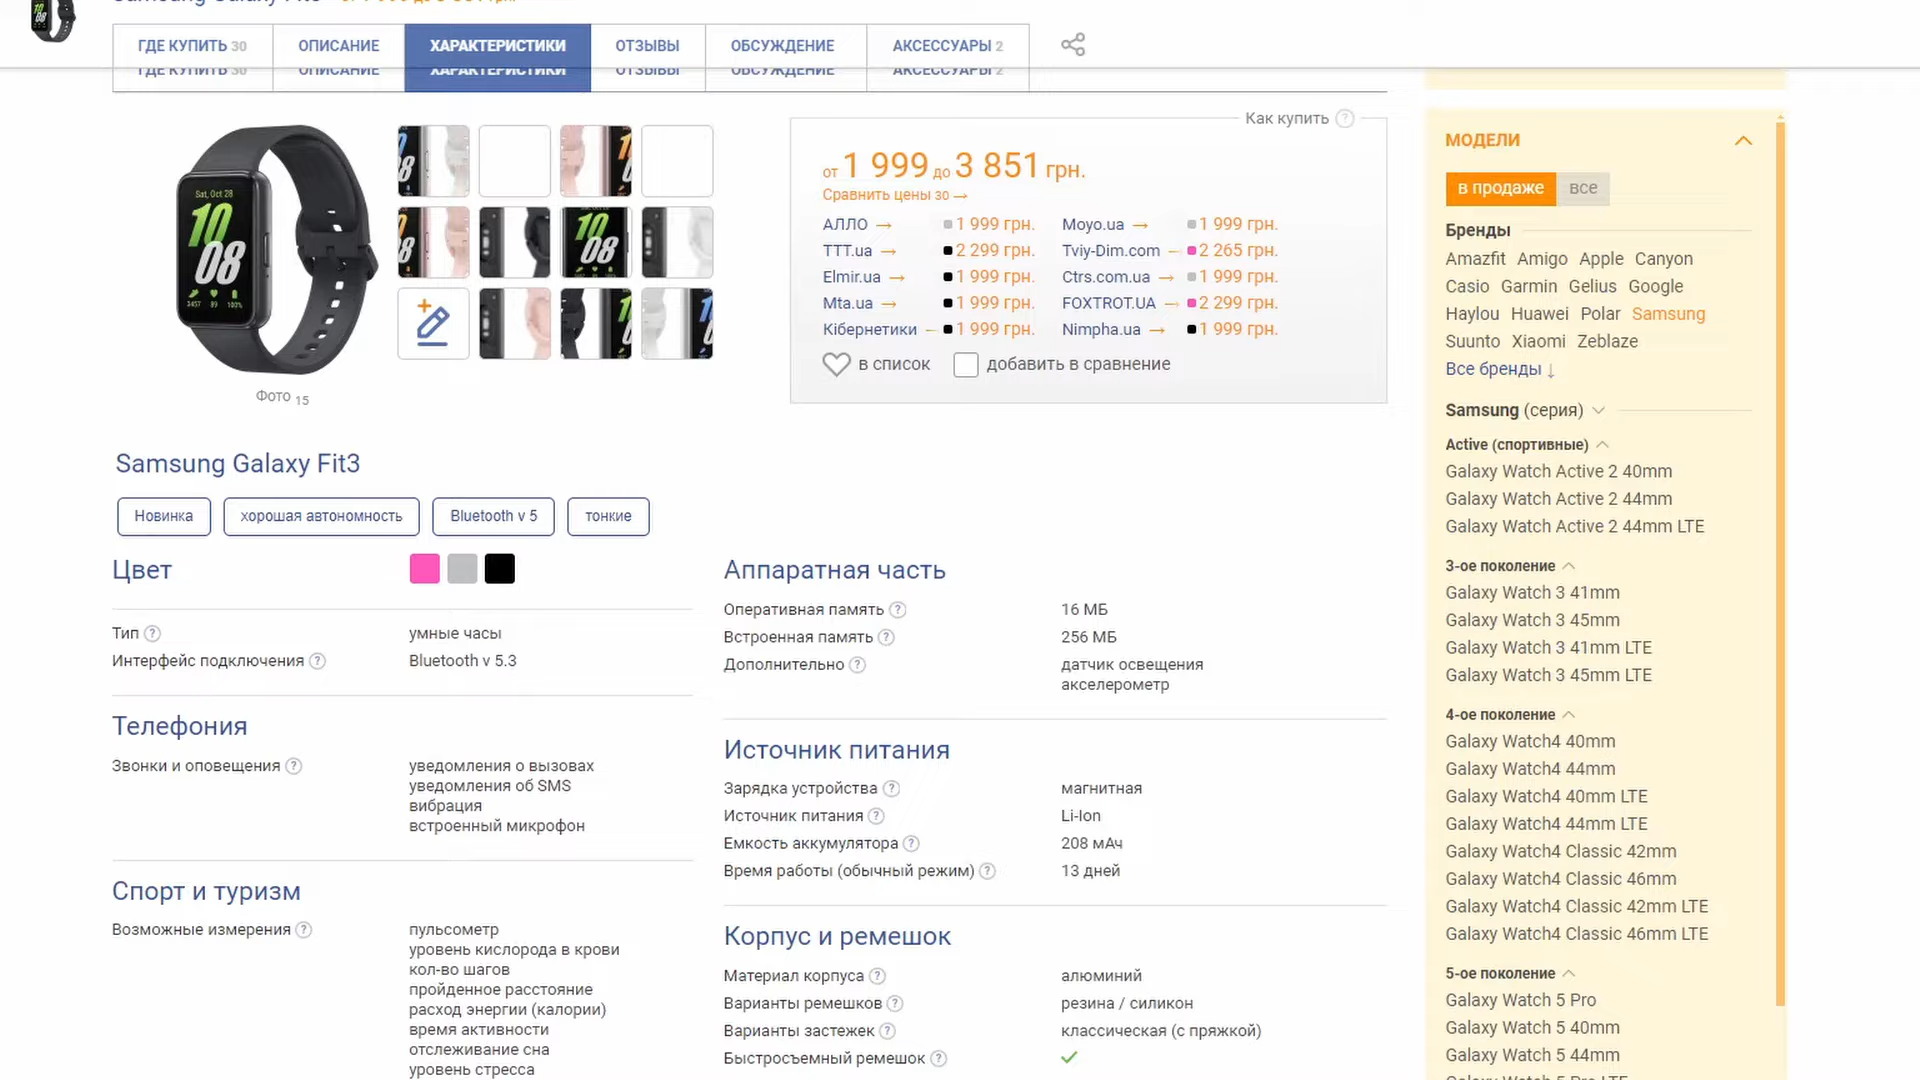 ГДЕ КУПИТЬ 30
ОПИСАНИЕ
ХАРАКТЕРИСТИКИ
ОТЗЫВЫ
ОБСУЖДЕНИЕ
АКСЕССУАРЫ 2
Sat, Oct 28
10
08
Фото 15
Как купить ?
от 1 999 до 3 851 грн.
Сравнить цены 30 →
АЛЛО → 1 999 грн.
Moyo.ua → 1 999 грн.
TTT.ua → 2 299 грн.
Tviy-Dim.com → 2 265 грн.
Elmir.ua → 1 999 грн.
Ctrs.com.ua → 1 999 грн.
Mta.ua → 1 999 грн.
FOXTROT.UA → 2 299 грн.
Кібернетики → 1 999 грн.
Nimpha.ua → 1 999 грн.
в список
добавить в сравнение
Samsung Galaxy Fit3
Новинка
хорошая автономность
Bluetooth v 5
тонкие
Цвет
Тип ? умные часы
Интерфейс подключения ? Bluetooth v 5.3
Телефония
Звонки и оповещения ? уведомления о вызовах
уведомления об SMS
вибрация
встроенный микрофон
Спорт и туризм
Возможные измерения ? пульсометр
уровень кислорода в крови
кол-во шагов
пройденное расстояние
расход энергии (калории)
время активности
отслеживание сна
уровень стресса
Аппаратная часть
Оперативная память ? 16 МБ
Встроенная память ? 256 МБ
Дополнительно ? датчик освещения
акселерометр
Источник питания
Зарядка устройства ? магнитная
Источник питания ? Li-Ion
Емкость аккумулятора ? 208 мАч
Время работы (обычный режим) ? 13 дней
Корпус и ремешок
Материал корпуса ? алюминий
Варианты ремешков ? резина / силикон
Варианты застежек ? классическая (с пряжкой)
Быстросъемный ремешок ?
МОДЕЛИ
в продаже
все
Бренды
Amazfit Amigo Apple Canyon
Casio Garmin Gelius Google
Haylou Huawei Polar Samsung
Suunto Xiaomi Zeblaze
Все бренды ↓
Samsung (серия)
Active (спортивные)
Galaxy Watch Active 2 40mm
Galaxy Watch Active 2 44mm
Galaxy Watch Active 2 44mm LTE
3-ое поколение
Galaxy Watch 3 41mm
Galaxy Watch 3 45mm
Galaxy Watch 3 41mm LTE
Galaxy Watch 3 45mm LTE
4-ое поколение
Galaxy Watch4 40mm
Galaxy Watch4 44mm
Galaxy Watch4 40mm LTE
Galaxy Watch4 44mm LTE
Galaxy Watch4 Classic 42mm
Galaxy Watch4 Classic 46mm
Galaxy Watch4 Classic 42mm LTE
Galaxy Watch4 Classic 46mm LTE
5-ое поколение
Galaxy Watch 5 Pro
Galaxy Watch 5 40mm
Galaxy Watch 5 44mm